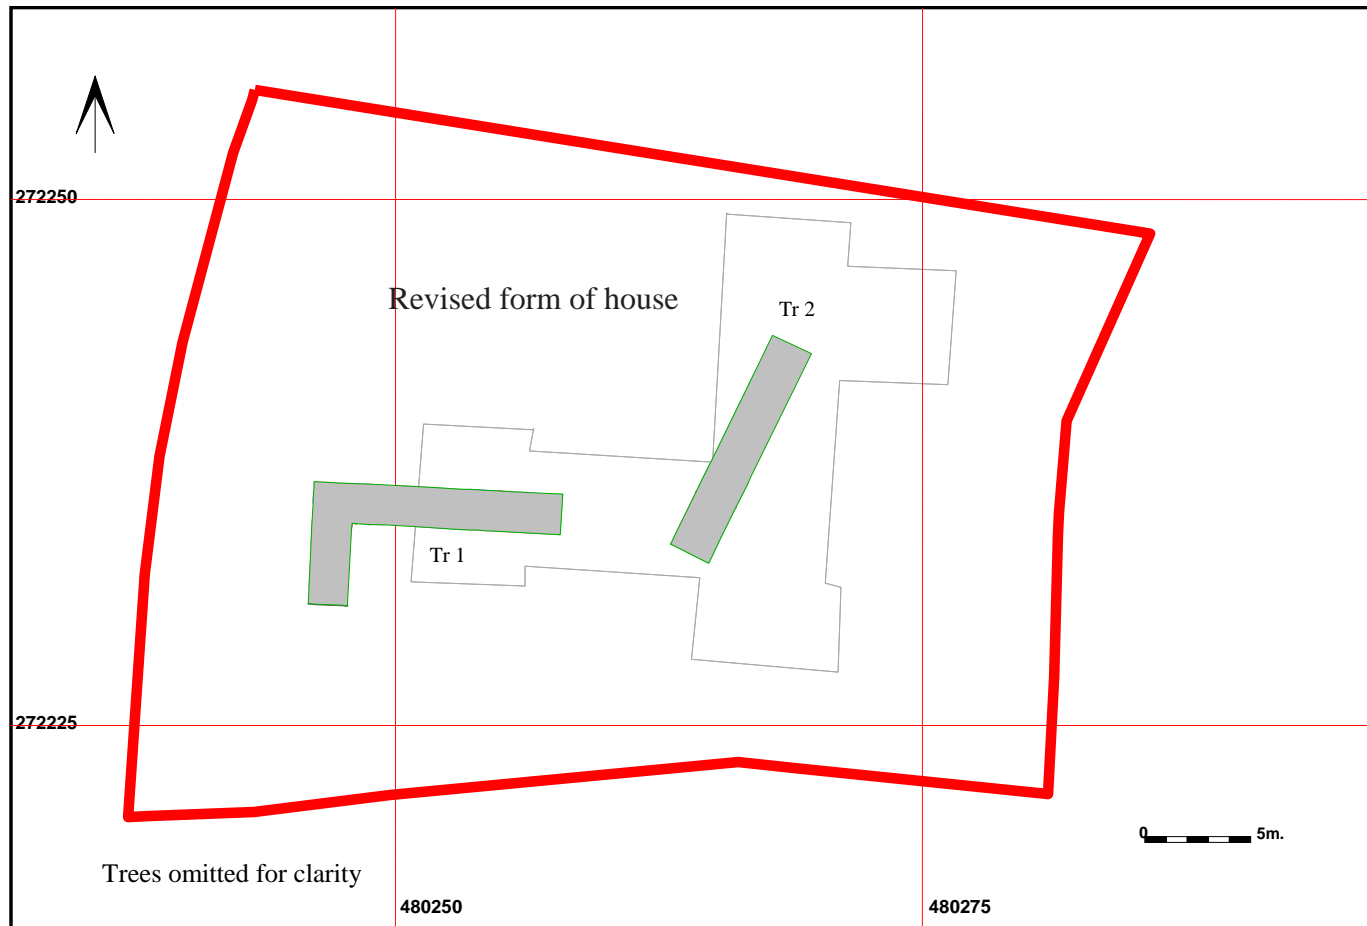 272250
Revised form of house
Tr 2
Tr 1
272225
0 5m.
Trees omitted for clarity
480250
480275